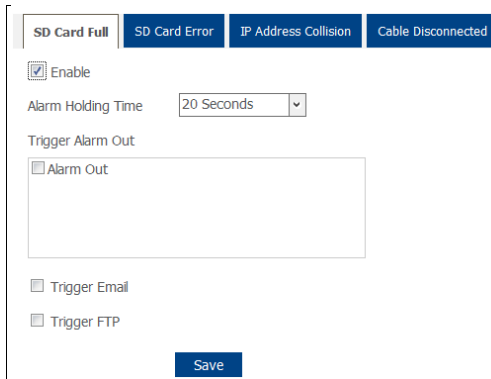 SD Card Full SD Card Error IP Address Collision Cable Disconnected
Enable
Alarm Holding Time 20 Seconds
Trigger Alarm Out
Alarm Out
Trigger Email
Trigger FTP
Save